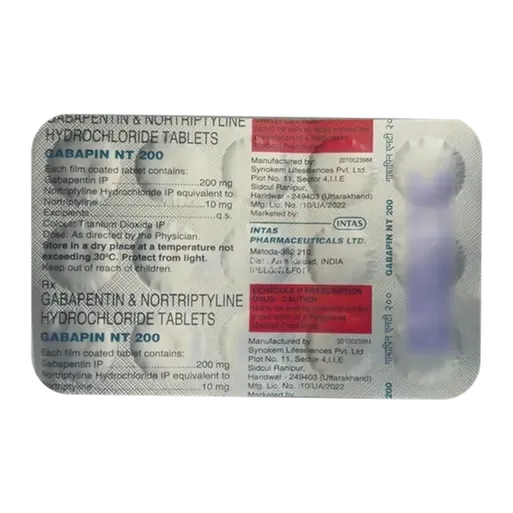 GABAPENTIN & NORTRIPTYLINE
HYDROCHLORIDE TABLETS
GABAPIN NT 200
Each film coated tablet contains:
Gabapentin IP 200 mg
Nortriptyline Hydrochloride IP equivalent to
Nortriptyline 10 mg
Excipients q.s.
Colour: Titanium Dioxide IP
Dose: As directed by the Physician.
Store in a dry place at a temperature not
exceeding 30°C. Protect from light.
Keep out of reach of children.
Rx
GABAPENTIN & NORTRIPTYLINE
HYDROCHLORIDE TABLETS
GABAPIN NT 200
Each film coated tablet contains:
Gabapentin IP 200 mg
Nortriptyline Hydrochloride IP equivalent to
Nortriptyline 10 mg
Manufactured by:
Synokem Lifesciences Pvt. Ltd.
Plot No. 11, Sector 4, I.I.E
Sidcul Ranipur,
Haridwar - 249403 (Uttarakhand)
Mfg. Lic. No. :10/UA/2022
Marketed by:
INTAS
INTAS
PHARMACEUTICALS LTD.
Matoda-382 210,
Dist. Ahmedabad, INDIA
SCHEDULE H PRESCRIPTION
DRUG - CAUTION
Manufactured by:
Synokem Lifesciences Pvt. Ltd
Plot No. 11, Sector 4, I.I.E
Sidcul Ranipur,
Haridwar - 249403 (Uttarakhand)
Mfg. Lic. No. :10/UA/2022
Marketed by
गाबापिन एनटी २००
GABAPIN NT 200
गाबापिन एनटी २००
200